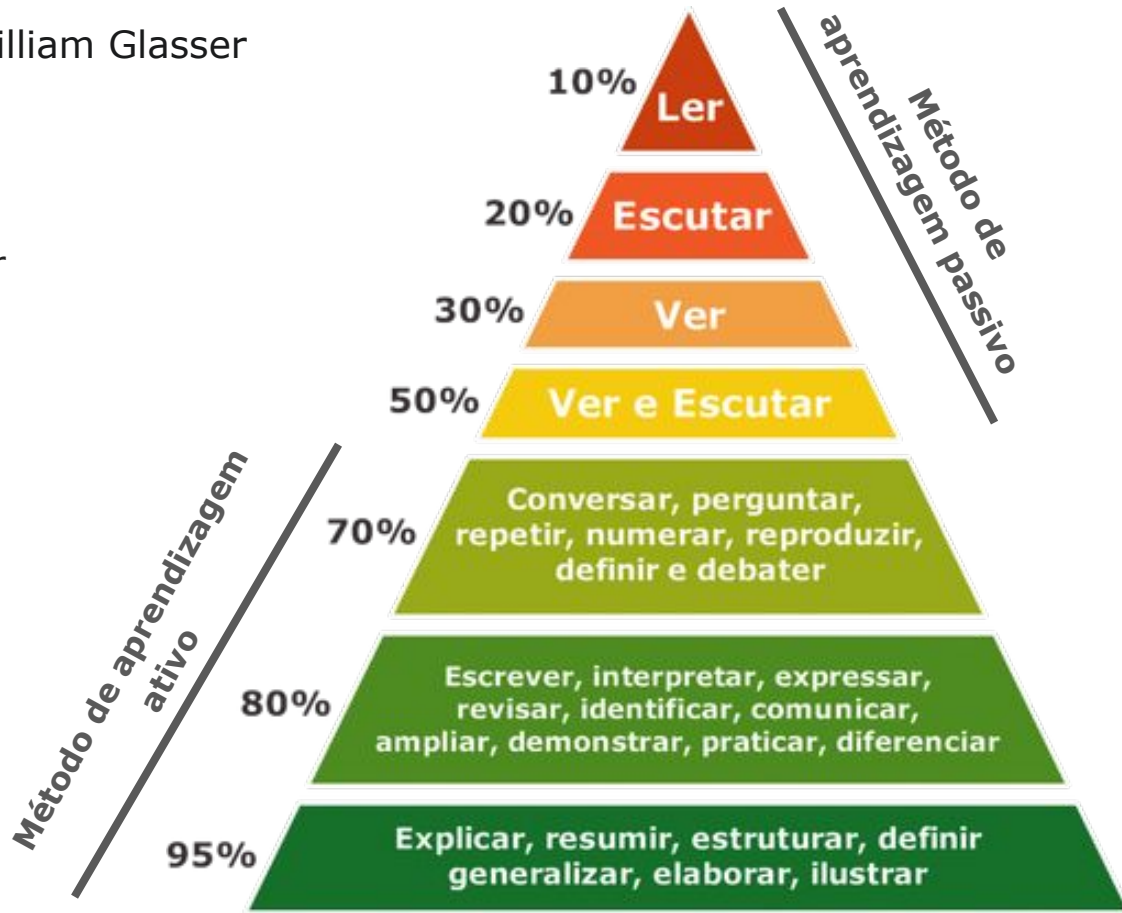 illiam Glasser
r
10%
Ler
20%
Escutar
30%
Ver
50%
Ver e Escutar
70%
Conversar, perguntar,
repetir, numerar, reproduzir,
definir e debater
80%
Escrever, interpretar, expressar,
revisar, identificar, comunicar,
ampliar, demonstrar, praticar, diferenciar
95%
Explicar, resumir, estruturar, definir
generalizar, elaborar, ilustrar
Método de
aprendizagem passivo
Método de aprendizagem
ativo